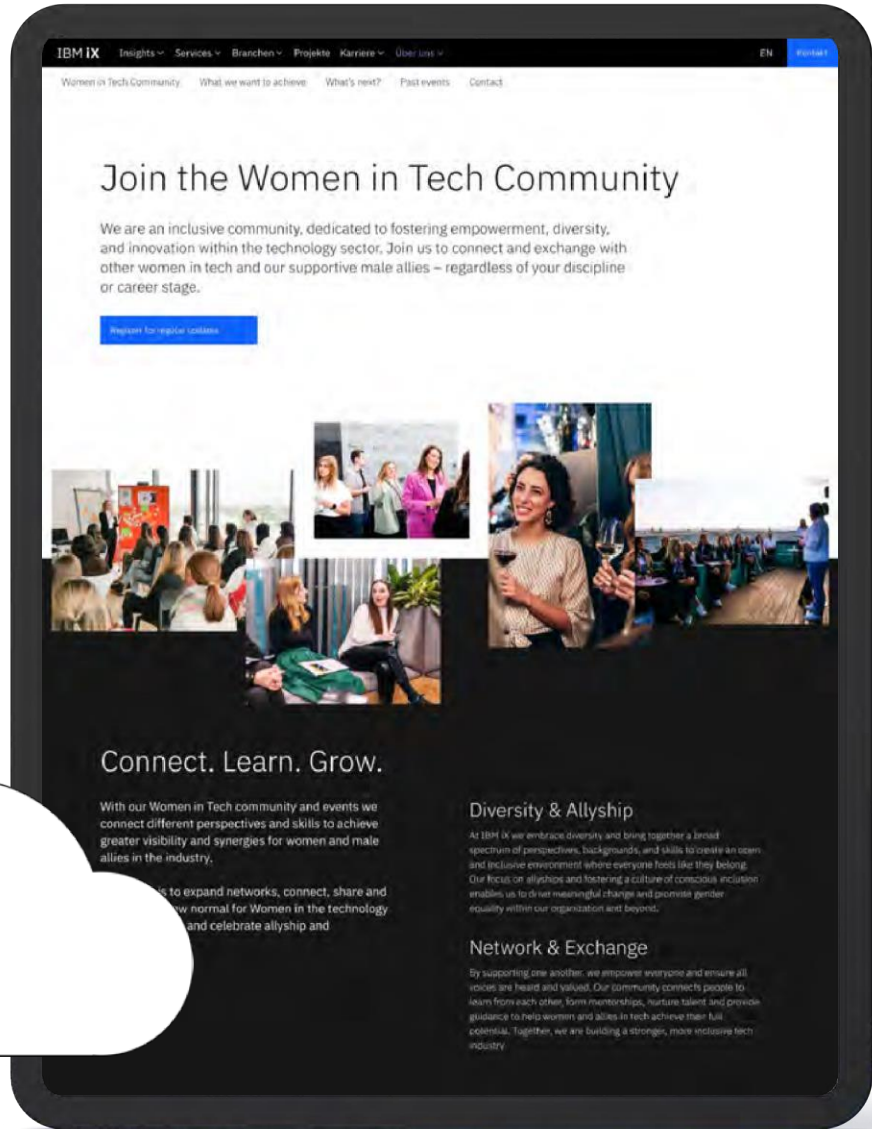 IBM iX Insights Services Branchen Projekte Karriere Über uns EN Kontakt
Women in Tech Community What we want to achieve What's next? Past events Contact
Join the Women in Tech Community
We are an inclusive community, dedicated to fostering empowerment, diversity,
and innovation within the technology sector. Join us to connect and exchange with
other women in tech and our supportive male allies – regardless of your discipline
or career stage.
Register for regular updates
Connect. Learn. Grow.
With our Women in Tech community and events we
connect different perspectives and skills to achieve
greater visibility and synergies for women and male
allies in the industry.
is to expand networks, connect, share and
normal for Women in the technology
and celebrate allyship and
Diversity & Allyship
At IBM iX we embrace diversity and bring together a broad
spectrum of perspectives, backgrounds, and skills to create an open
and inclusive environment where everyone feels like they belong.
Our focus on allyships and fostering a culture of conscious inclusion
enables us to drive meaningful change and promote gender
equality within our organization and beyond.
Network & Exchange
By supporting one another, we empower everyone and ensure all
voices are heard and valued. Our community connects people to
learn from each other, form mentorships, nurture talent and provide
guidance to help women and allies in tech achieve their full
potential. Together, we are building a stronger, more inclusive tech
industry.